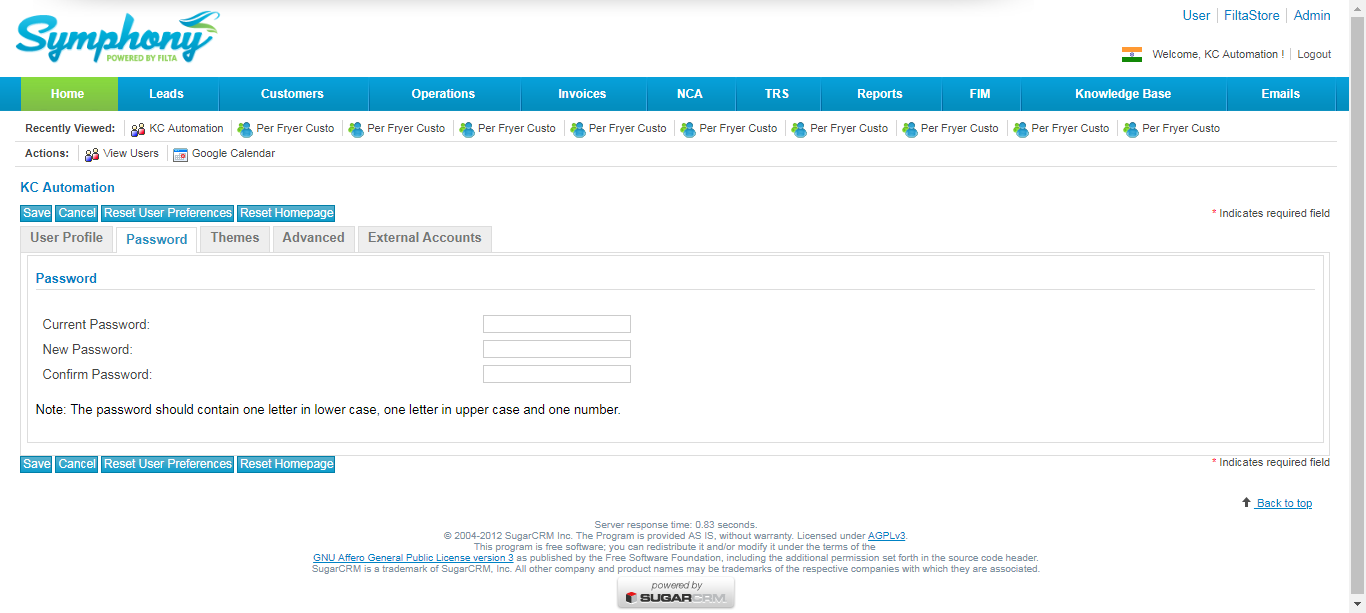 Symphony
POWERED BY FILTA
User FiltaStore Admin
Welcome, KC Automation ! Logout
Home Leads Customers Operations Invoices NCA TRS Reports FIM Knowledge Base Emails
Recently Viewed: KC Automation Per Fryer Custo Per Fryer Custo Per Fryer Custo Per Fryer Custo Per Fryer Custo Per Fryer Custo Per Fryer Custo Per Fryer Custo Per Fryer Custo
Actions: View Users Google Calendar
KC Automation
Save Cancel Reset User Preferences Reset Homepage * Indicates required field
User Profile Password Themes Advanced External Accounts
Password
Current Password:
New Password:
Confirm Password:
Note: The password should contain one letter in lower case, one letter in upper case and one number.
Save Cancel Reset User Preferences Reset Homepage * Indicates required field
Back to top
Server response time: 0.83 seconds.
© 2004-2012 SugarCRM Inc. The Program is provided AS IS, without warranty. Licensed under AGPLv3.
This program is free software; you can redistribute it and/or modify it under the terms of the
GNU Affero General Public License version 3 as published by the Free Software Foundation, including the additional permission set forth in the source code header.
SugarCRM is a trademark of SugarCRM, Inc. All other company and product names may be trademarks of the respective companies with which they are associated.
powered by
SUGARCRM